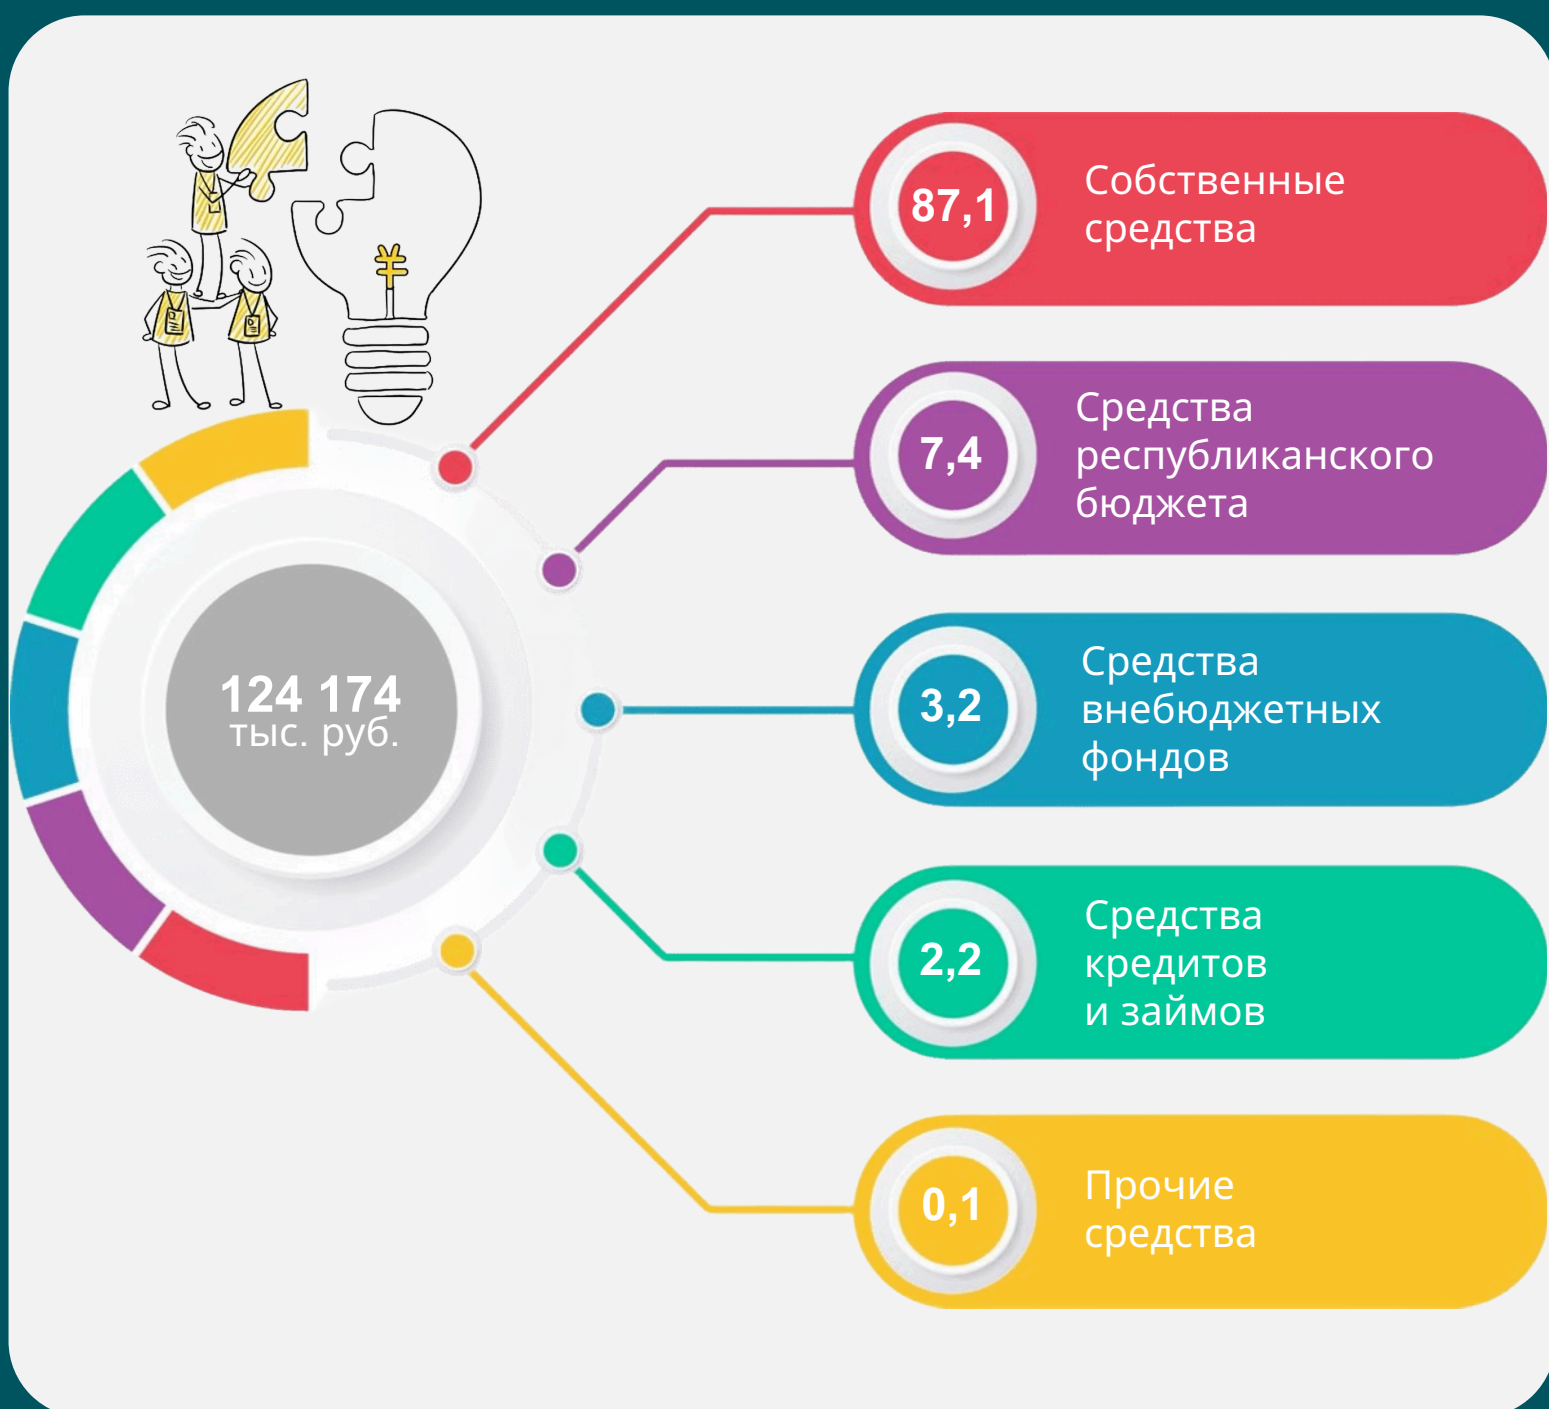 87,1
Собственные
средства
7,4
Средства
республиканского
бюджета
124 174
тыс. руб.
3,2
Средства
внебюджетных
фондов
2,2
Средства
кредитов
и займов
0,1
Прочие
средства